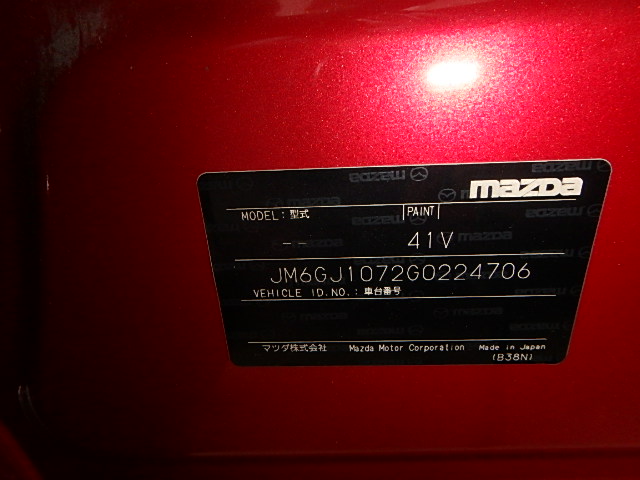 mazda
MODEL: 型式 PAINT
-- 41V
JM6GJ1072G0224706
VEHICLE ID.NO.: 車台番号
マツダ株式会社 Mazda Motor Corporation Made in Japan
(B38N)